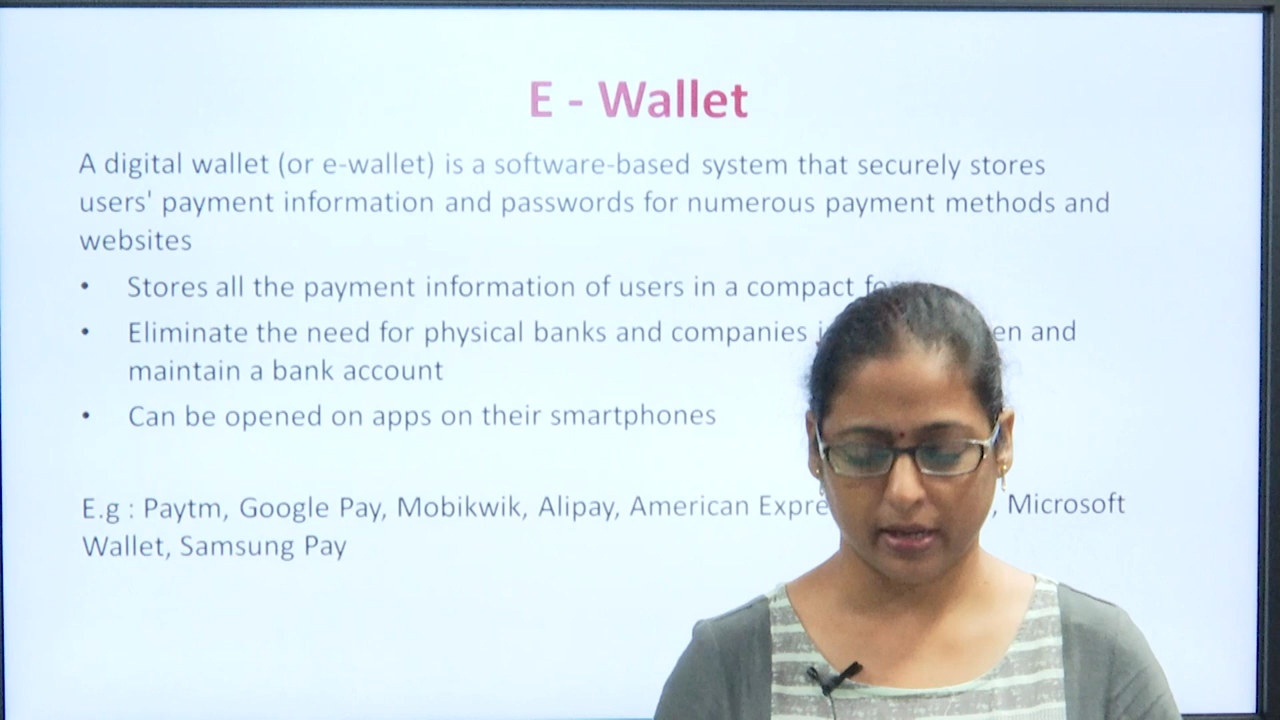 E - Wallet
A digital wallet (or e-wallet) is a software-based system that securely stores
users' payment information and passwords for numerous payment methods and
websites
• Stores all the payment information of users in a compact
• Eliminate the need for physical banks and companies and
maintain a bank account
• Can be opened on apps on their smartphones
E.g : Paytm, Google Pay, Mobikwik, Alipay, American , Microsoft
Wallet, Samsung Pay